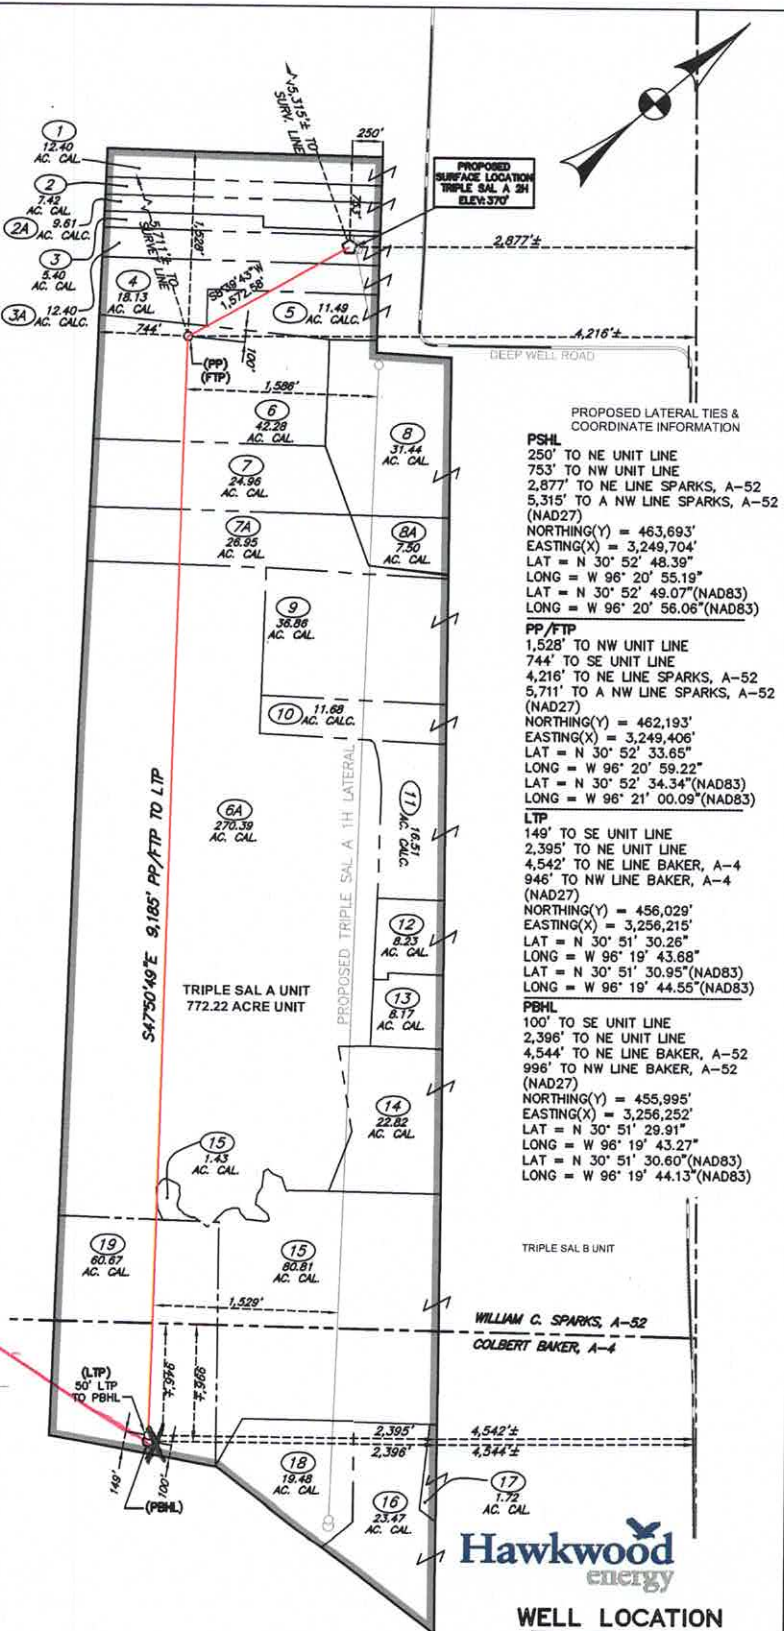 1
12.40
AC. CAL.
2
7.42
AC. CAL.
2A
9.61
AC. CALC.
3
5.40
AC. CAL
3A
12.40
AC. CALC.
4
18.13
AC. CAL.
5,315'± TO
SURV. LINE
250'
753'
1,528'
5,711'± TO
SURVEY LINE
PROPOSED
SURFACE LOCATION
TRIPLE SAL A 2H
ELEV: 370'
2,877'±
1,572.58'
5
11.49
AC. CALC.
744'
4,216'±
DEEP WELL ROAD
(PP)
(FTP)
100'
1,586'
6
42.28
AC. CAL.
7
24.96
AC. CAL.
7A
26.95
AC. CAL.
8
31.44
AC. CAL.
8A
7.50
AC. CAL.
9
36.86
AC. CAL.
10
11.68
AC. CALC.
11
16.51
AC. CALC.
6A
270.39
AC. CAL.
S47°50'49"E 9,185' PP/FTP TO LTP
PROPOSED TRIPLE SAL A 1H LATERAL
12
8.23
AC. CAL.
13
8.17
AC. CAL.
TRIPLE SAL A UNIT
772.22 ACRE UNIT
14
22.82
AC. CAL.
15
1.43
AC. CAL.
19
60.67
AC. CAL.
15
80.81
AC. CAL.
1,529'
946'±
996'±
(LTP)
50' LTP
TO PBHL
149'
100'
(PBHL)
2,395'
2,396'
4,542'±
4,544'±
18
19.48
AC. CAL.
16
23.47
AC. CAL.
17
1.72
AC. CAL.
PROPOSED LATERAL TIES &
COORDINATE INFORMATION
PSHL
250' TO NE UNIT LINE
753' TO NW UNIT LINE
2,877' TO NE LINE SPARKS, A-52
5,315' TO A NW LINE SPARKS, A-52
(NAD27)
NORTHING(Y) = 463,693'
EASTING(X) = 3,249,704'
LAT = N 30° 52' 48.39"
LONG = W 96° 20' 55.19"
LAT = N 30° 52' 49.07"(NAD83)
LONG = W 96° 20' 56.06"(NAD83)
PP/FTP
1,528' TO NW UNIT LINE
744' TO SE UNIT LINE
4,216' TO NE LINE SPARKS, A-52
5,711' TO A NW LINE SPARKS, A-52
(NAD27)
NORTHING(Y) = 462,193'
EASTING(X) = 3,249,406'
LAT = N 30° 52' 33.65"
LONG = W 96° 20' 59.22"
LAT = N 30° 52' 34.34"(NAD83)
LONG = W 96° 21' 00.09"(NAD83)
LTP
149' TO SE UNIT LINE
2,395' TO NE UNIT LINE
4,542' TO NE LINE BAKER, A-4
946' TO NW LINE BAKER, A-4
(NAD27)
NORTHING(Y) = 456,029'
EASTING(X) = 3,256,215'
LAT = N 30° 51' 30.26"
LONG = W 96° 19' 43.68"
LAT = N 30° 51' 30.95"(NAD83)
LONG = W 96° 19' 44.55"(NAD83)
PBHL
100' TO SE UNIT LINE
2,396' TO NE UNIT LINE
4,544' TO NE LINE BAKER, A-52
996' TO NW LINE BAKER, A-52
(NAD27)
NORTHING(Y) = 455,995'
EASTING(X) = 3,256,252'
LAT = N 30° 51' 29.91"
LONG = W 96° 19' 43.27"
LAT = N 30° 51' 30.60"(NAD83)
LONG = W 96° 19' 44.13"(NAD83)
TRIPLE SAL B UNIT
WILLIAM C. SPARKS, A-52
COLBERT BAKER, A-4
Hawkwood
energy
WELL LOCATION